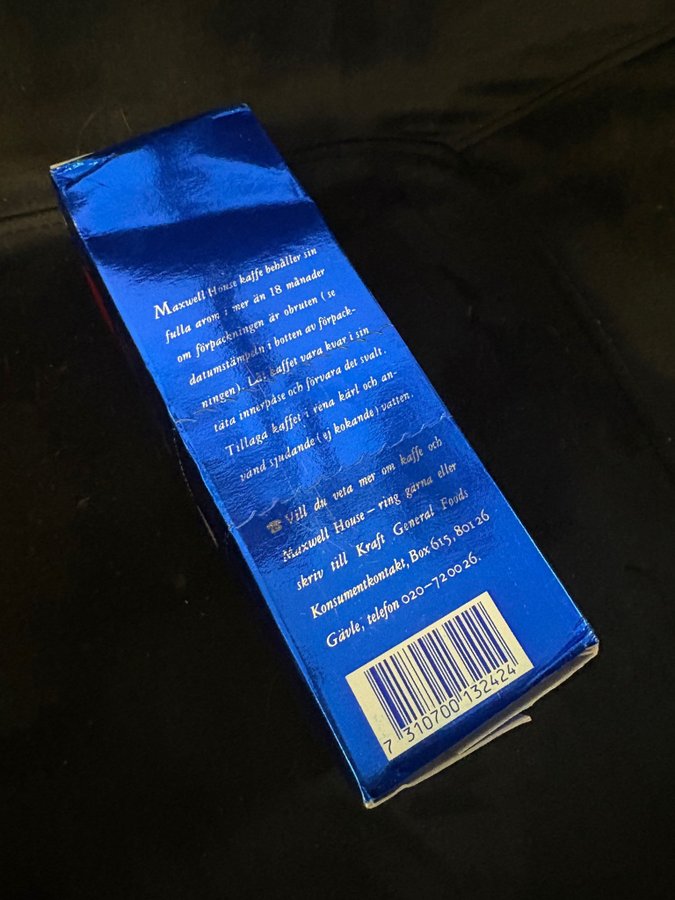 Maxwell House kaffe behåller sin
fulla arom i mer än 18 månader
om förpackningen är obruten (se
datumstämpeln i botten av förpack-
ningen). Låt kaffet vara kvar i sin
täta innerpåse och förvara det svalt.
Tillaga kaffet i rena kärl och an-
vänd sjudande (ej kokande) vatten.
☎ Vill du veta mer om kaffe och
Maxwell House – ring gärna eller
skriv till Kraft General Foods
Konsumentkontakt, Box 615, 801 26
Gävle, telefon 020–72 00 26.
7 310700 132424